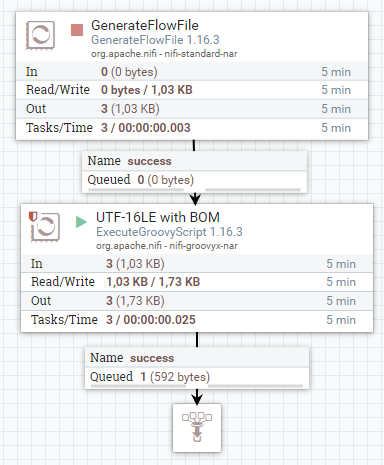 GenerateFlowFile
GenerateFlowFile 1.16.3
org.apache.nifi - nifi-standard-nar
In 0 (0 bytes) 5 min
Read/Write 0 bytes / 1,03 KB 5 min
Out 3 (1,03 KB) 5 min
Tasks/Time 3 / 00:00:00.003 5 min
Name success
Queued 0 (0 bytes)
UTF-16LE with BOM
ExecuteGroovyScript 1.16.3
org.apache.nifi - nifi-groovyx-nar
In 3 (1,03 KB) 5 min
Read/Write 1,03 KB / 1,73 KB 5 min
Out 3 (1,73 KB) 5 min
Tasks/Time 3 / 00:00:00.025 5 min
Name success
Queued 1 (592 bytes)